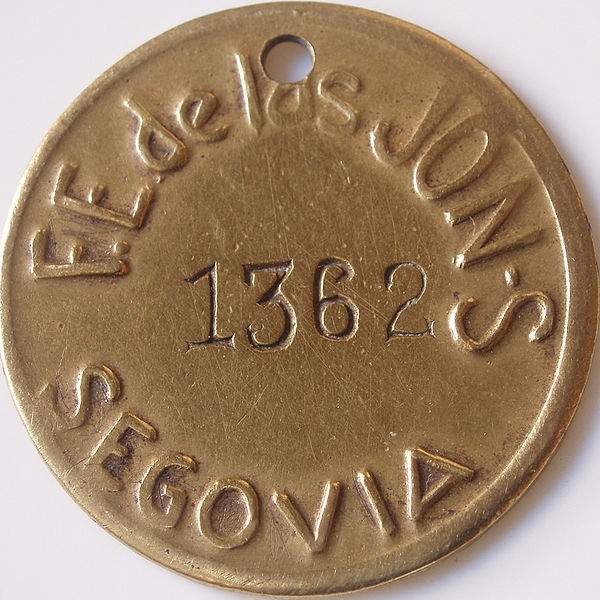 F.E. de las JON-S
1362
SEGOVIA